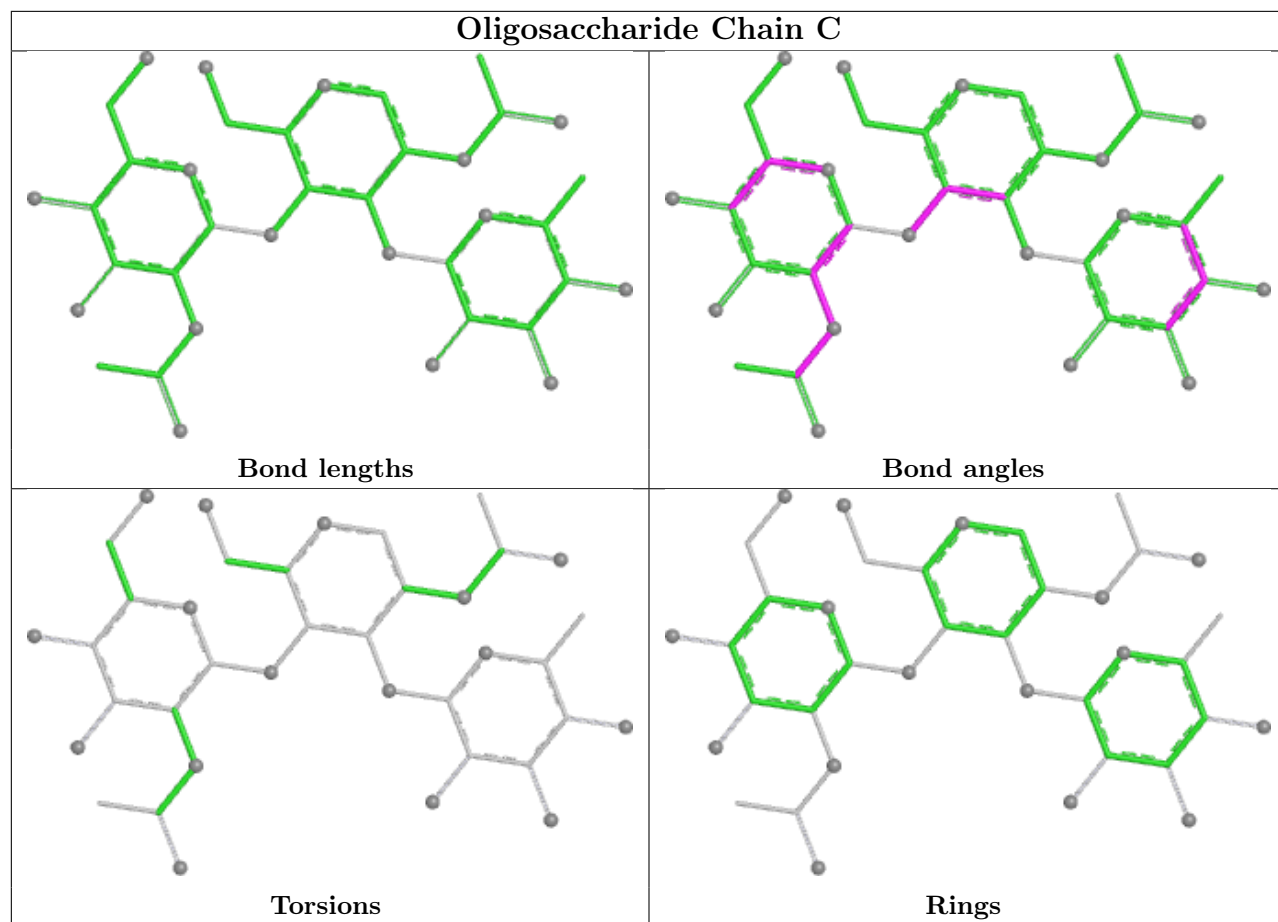 Oligosaccharide Chain C
Bond lengths
Bond angles
Torsions
Rings